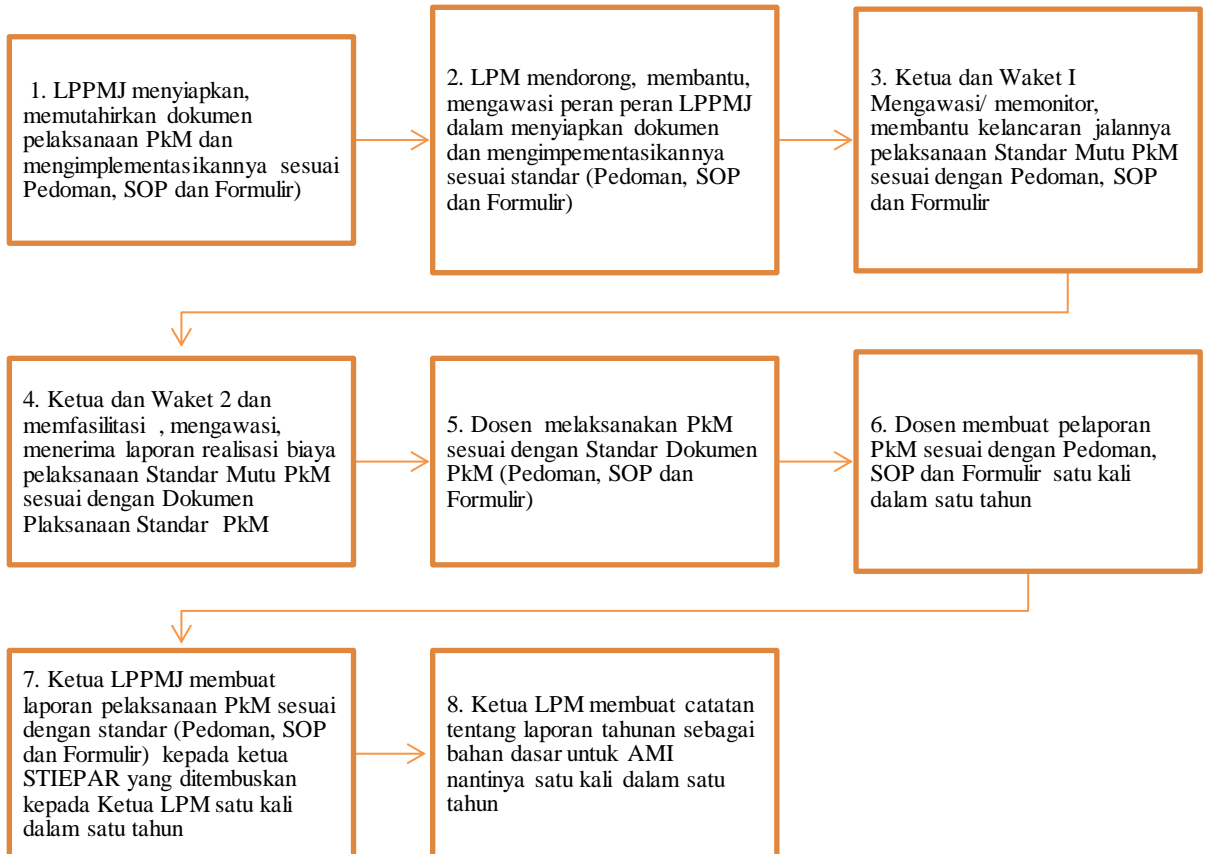 1. LPPMJ menyiapkan,
memutahirkan dokumen
pelaksanaan PkM dan
mengimplementasikannya sesuai
Pedoman, SOP dan Formulir)
2. LPM mendorong, membantu,
mengawasi peran peran LPPMJ
dalam menyiapkan dokumen
dan mengimpementasikannya
sesuai standar (Pedoman, SOP
dan Formulir)
3. Ketua dan Waket I
Mengawasi/ memonitor,
membantu kelancaran jalannya
pelaksanaan Standar Mutu PkM
sesuai dengan Pedoman, SOP
dan Formulir
4. Ketua dan Waket 2 dan
memfasilitasi , mengawasi,
menerima laporan realisasi biaya
pelaksanaan Standar Mutu PkM
sesuai dengan Dokumen
Plaksanaan Standar PkM
5. Dosen melaksanakan PkM
sesuai dengan Standar Dokumen
PkM (Pedoman, SOP dan
Formulir)
6. Dosen membuat pelaporan
PkM sesuai dengan Pedoman,
SOP dan Formulir satu kali
dalam satu tahun
7. Ketua LPPMJ membuat
laporan pelaksanaan PkM sesuai
dengan standar (Pedoman, SOP
dan Formulir) kepada ketua
STIEPAR yang ditembuskan
kepada Ketua LPM satu kali
dalam satu tahun
8. Ketua LPM membuat catatan
tentang laporan tahunan sebagai
bahan dasar untuk AMI
nantinya satu kali dalam satu
tahun